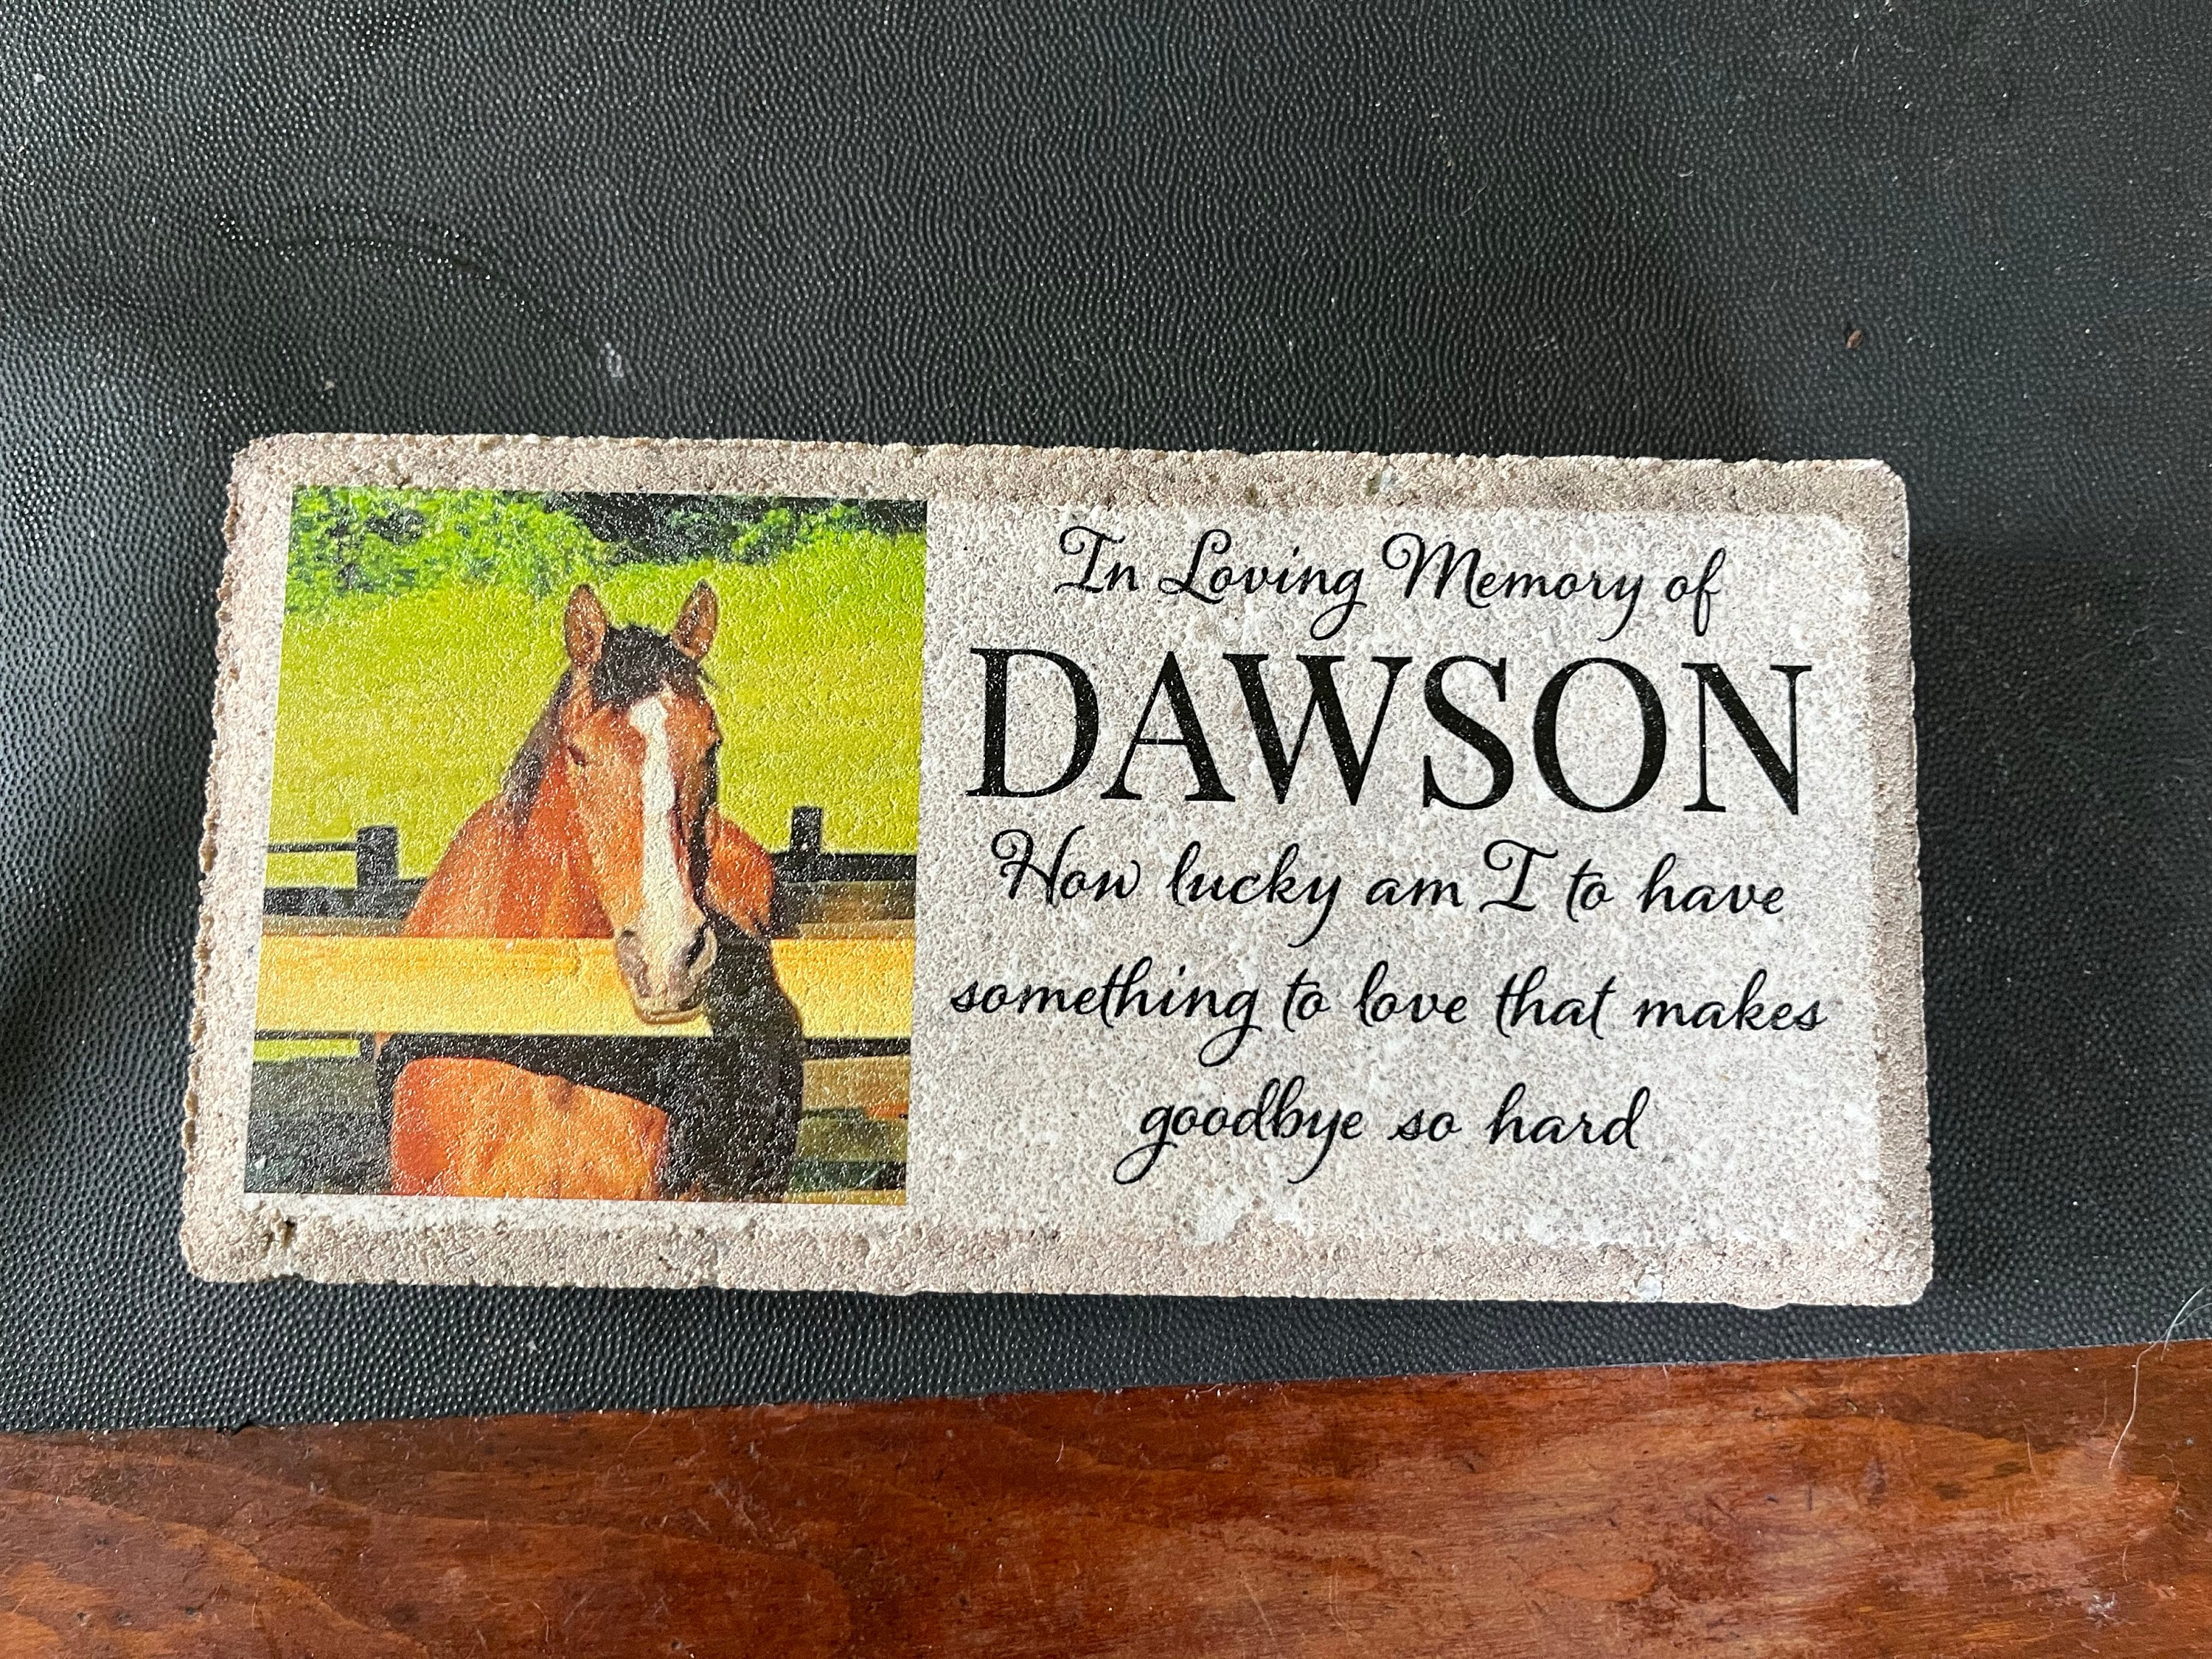 In Loving Memory of
DAWSON
How lucky am I to have
something to love that makes
goodbye so hard